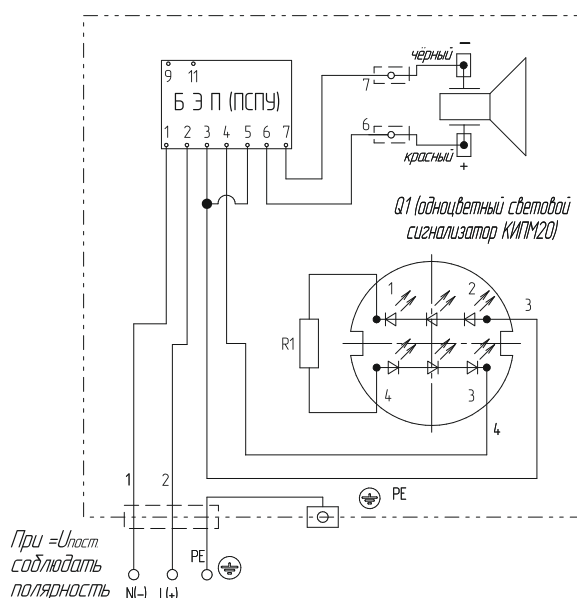 чёрный
–
9 11
Б Э П (ПСПУ)
1 2 3 4 5 6 7
7
6
красный
+
Q1 (одноцветный световой
сигнализатор КИПМ20)
1 2
3
R1
4 3
4
1 2
PE
При =Uпост.
соблюдать
полярность
PE
N(–) L(+)